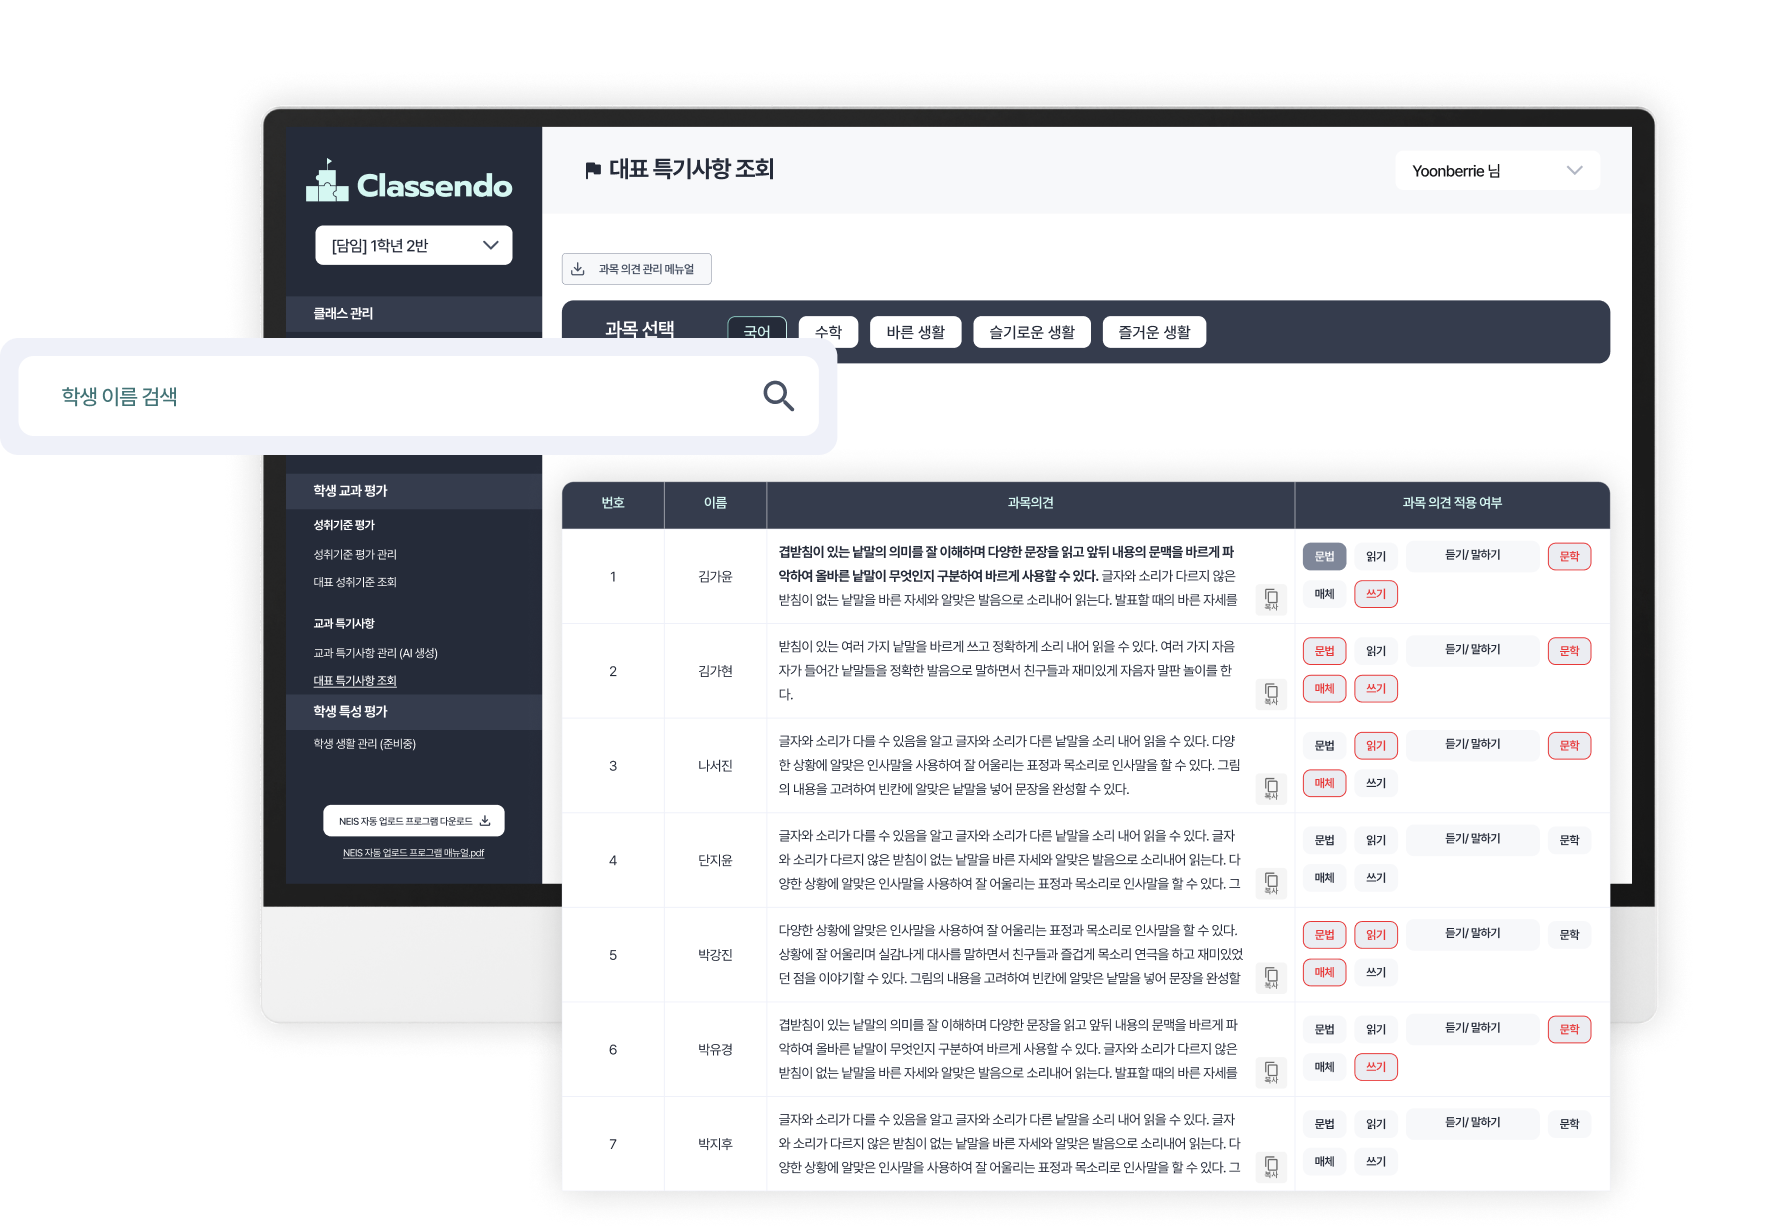 Classendo
[담임] 1학년 2반
클래스 관리
학생 이름 검색
학생 교과 평가
성취기준 평가
성취기준 평가 관리
대표 성취기준 조회
교과 특기사항
교과 특기사항 관리 (AI 생성)
대표 특기사항 조회
학생 특성 평가
학생 생활 관리 (준비중)
NEIS 자동 업로드 프로그램 다운로드
NEIS 자동 업로드 프로그램 매뉴얼.pdf
대표 특기사항 조회
Yoonberrie 님
과목 의견 관리 메뉴얼
과목 선택 국어 수학 바른 생활 슬기로운 생활 즐거운 생활
번호 이름 과목의견 과목 의견 적용 여부
1 김가윤
겹받침이 있는 낱말의 의미를 잘 이해하며 다양한 문장을 읽고 앞뒤 내용의 문맥을 바르게 파
악하여 올바른 낱말이 무엇인지 구분하여 바르게 사용할 수 있다. 글자와 소리가 다르지 않은
받침이 없는 낱말을 바른 자세와 알맞은 발음으로 소리내어 읽는다. 발표할 때의 바른 자세를
복사
문법 읽기 듣기/ 말하기 문학
매체 쓰기
2 김가현
받침이 있는 여러 가지 낱말을 바르게 쓰고 정확하게 소리 내어 읽을 수 있다. 여러 가지 자음
자가 들어간 낱말들을 정확한 발음으로 말하면서 친구들과 재미있게 자음자 말판 놀이를 한
다.
복사
문법 읽기 듣기/ 말하기 문학
매체 쓰기
3 나서진
글자와 소리가 다를 수 있음을 알고 글자와 소리가 다른 낱말을 소리 내어 읽을 수 있다. 다양
한 상황에 알맞은 인사말을 사용하여 잘 어울리는 표정과 목소리로 인사말을 할 수 있다. 그림
의 내용을 고려하여 빈칸에 알맞은 낱말을 넣어 문장을 완성할 수 있다.
복사
문법 읽기 듣기/ 말하기 문학
매체 쓰기
4 단지윤
글자와 소리가 다를 수 있음을 알고 글자와 소리가 다른 낱말을 소리 내어 읽을 수 있다. 글자
와 소리가 다르지 않은 받침이 없는 낱말을 바른 자세와 알맞은 발음으로 소리내어 읽는다. 다
양한 상황에 알맞은 인사말을 사용하여 잘 어울리는 표정과 목소리로 인사말을 할 수 있다. 그
복사
문법 읽기 듣기/ 말하기 문학
매체 쓰기
5 박강진
다양한 상황에 알맞은 인사말을 사용하여 잘 어울리는 표정과 목소리로 인사말을 할 수 있다.
상황에 잘 어울리며 실감나게 대사를 말하면서 친구들과 즐겁게 목소리 연극을 하고 재미있었
던 점을 이야기할 수 있다. 그림의 내용을 고려하여 빈칸에 알맞은 낱말을 넣어 문장을 완성할
복사
문법 읽기 듣기/ 말하기 문학
매체 쓰기
6 박유경
겹받침이 있는 낱말의 의미를 잘 이해하며 다양한 문장을 읽고 앞뒤 내용의 문맥을 바르게 파
악하여 올바른 낱말이 무엇인지 구분하여 바르게 사용할 수 있다. 글자와 소리가 다르지 않은
받침이 없는 낱말을 바른 자세와 알맞은 발음으로 소리내어 읽는다. 발표할 때의 바른 자세를
복사
문법 읽기 듣기/ 말하기 문학
매체 쓰기
7 박지후
글자와 소리가 다를 수 있음을 알고 글자와 소리가 다른 낱말을 소리 내어 읽을 수 있다. 글자
와 소리가 다르지 않은 받침이 없는 낱말을 바른 자세와 알맞은 발음으로 소리내어 읽는다. 다
양한 상황에 알맞은 인사말을 사용하여 잘 어울리는 표정과 목소리로 인사말을 할 수 있다. 그
복사
문법 읽기 듣기/ 말하기 문학
매체 쓰기